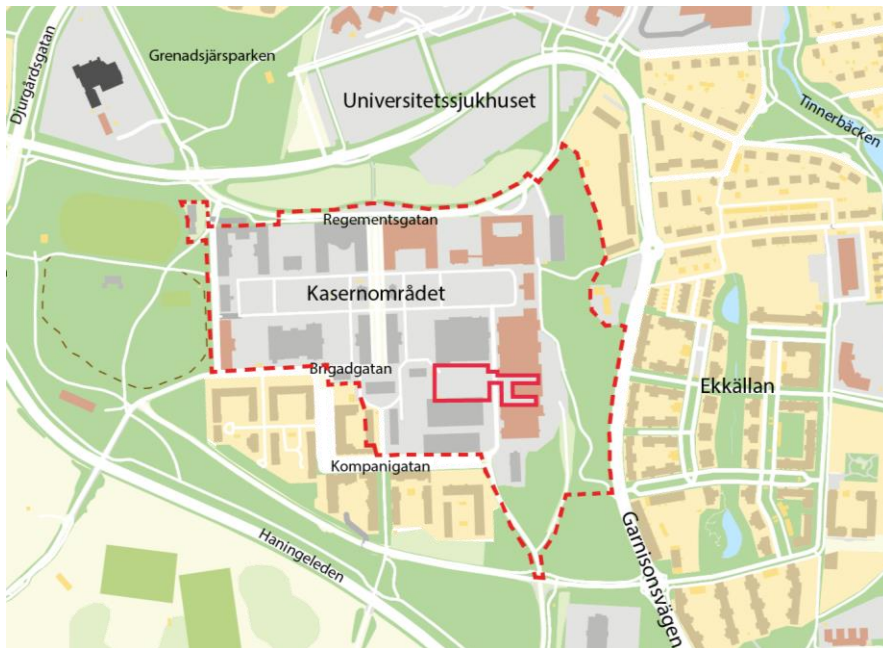 Djurgårdsgatan
Grenadsjärsparken
Universitetssjukhuset
Tinnerbäcken
Regementsgatan
Kasernområdet
Brigadgatan
Ekkällan
Kompanigatan
Haningeleden
Garnisonsvägen